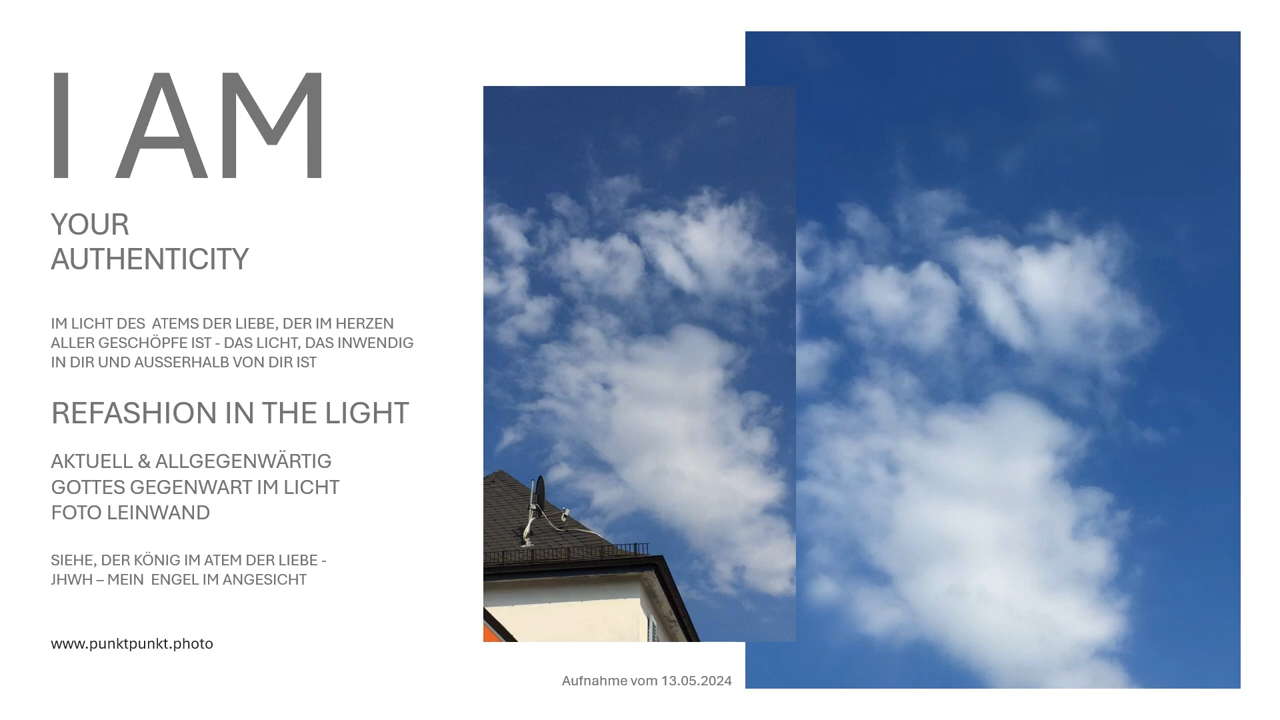 I AM
YOUR
AUTHENTICITY
IM LICHT DES  ATEMS DER LIEBE, DER IM HERZEN
ALLER GESCHÖPFE IST - DAS LICHT, DAS INWENDIG
IN DIR UND AUSSERHALB VON DIR IST
REFASHION IN THE LIGHT
AKTUELL & ALLGEGENWÄRTIG
GOTTES GEGENWART IM LICHT
FOTO LEINWAND
SIEHE, DER KÖNIG IM ATEM DER LIEBE -
JHWH – MEIN  ENGEL IM ANGESICHT
www.punktpunkt.photo
Aufnahme vom 13.05.2024